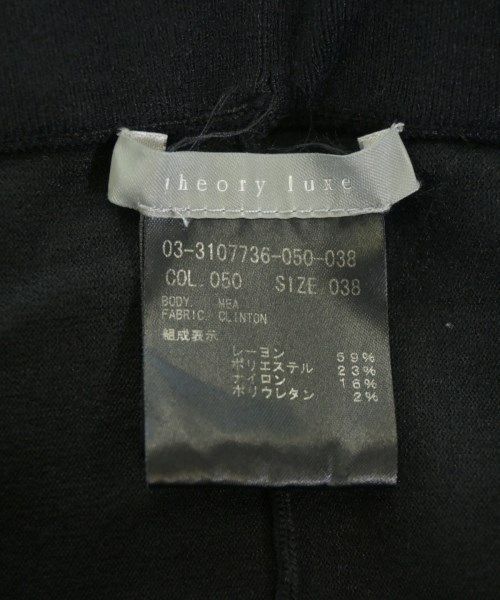 theory luxe
03-3107736-050-038
COL.050 SIZE.038
BODY. MEA
FABRIC. CLINTON
組成表示
レーヨン 59%
ポリエステル 23%
ナイロン 16%
ポリウレタン 2%